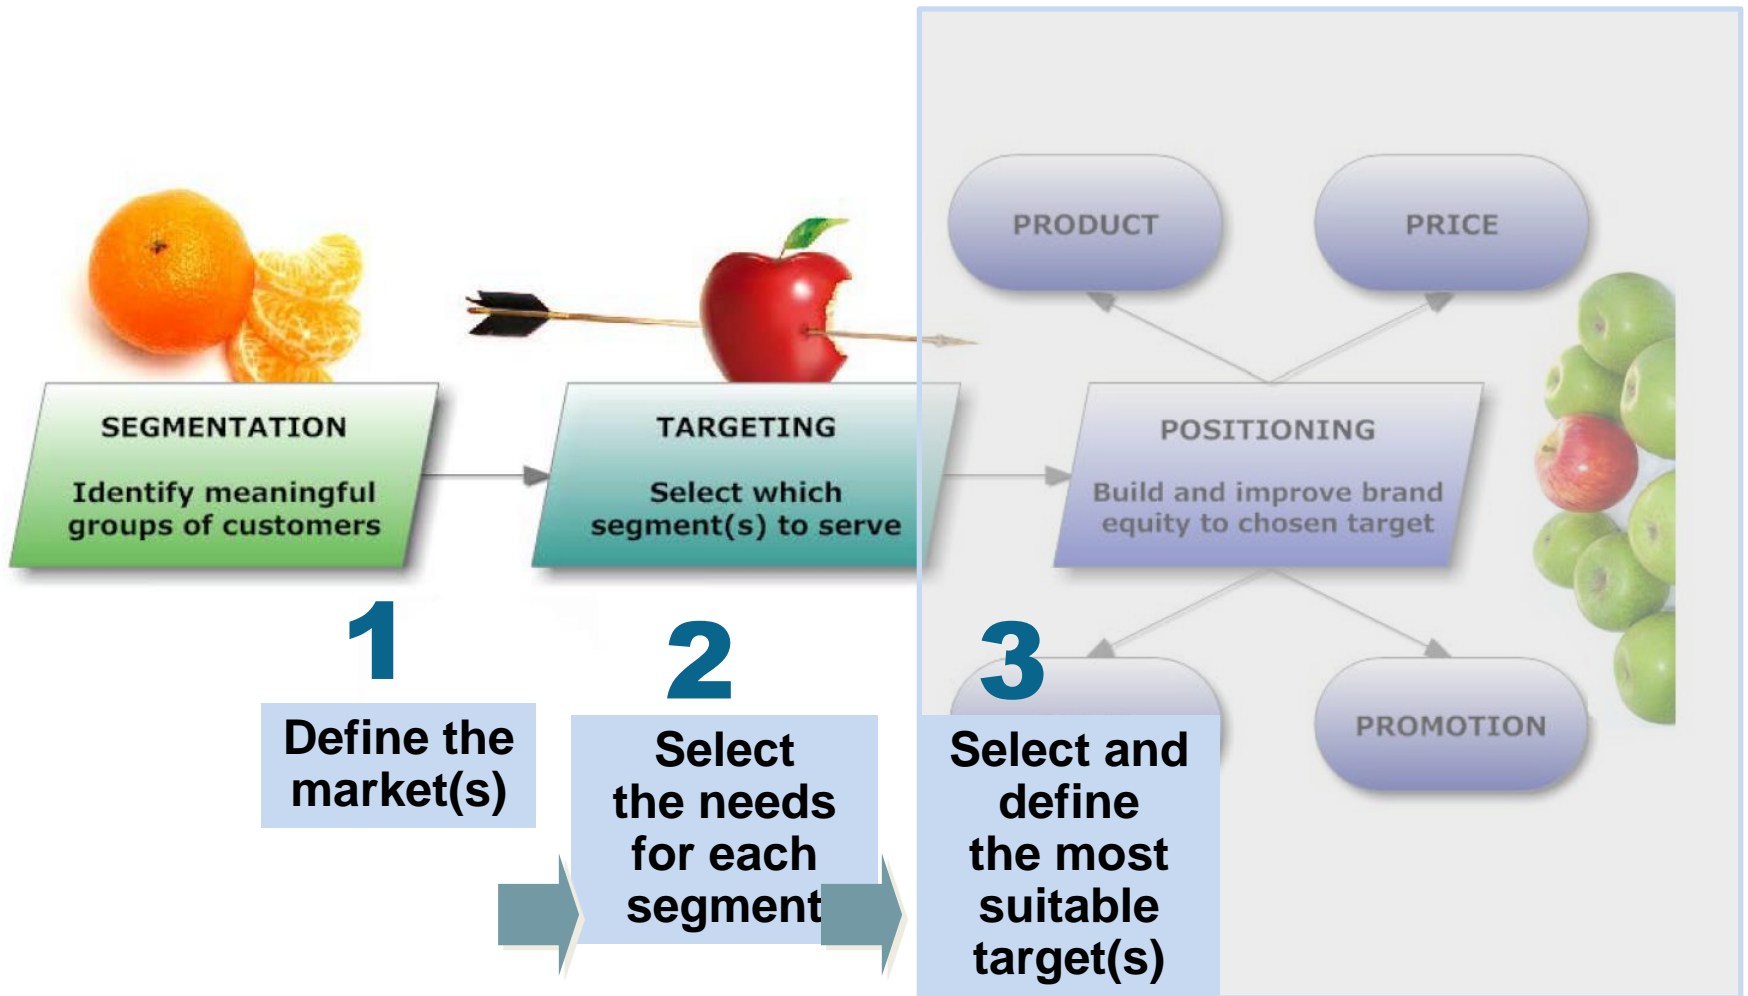 PRODUCT
PRICE
SEGMENTATION
Identify meaningful
groups of customers
TARGETING
Select which
segment(s) to serve
POSITIONING
Build and improve brand
equity to chosen target
1
2
3
PROMOTION
Define the
market(s)
Select
the needs
for each
segment
Select and
define
the most
suitable
target(s)